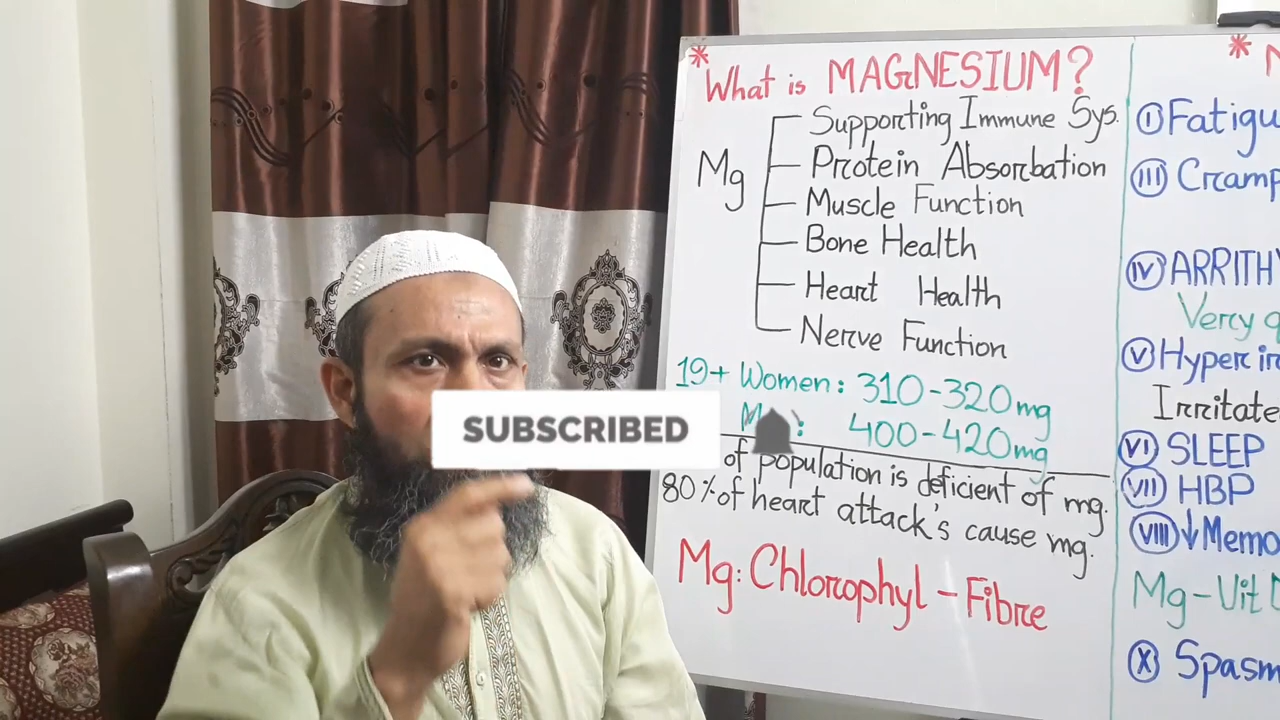 * What is MAGNESIUM?
Mg
Supporting Immune Sys.
Protein Absorbation
Muscle Function
Bone Health
Heart Health
Nerve Function
19+ Women: 310-320mg
: 400-420mg
of population is deficient of mg.
80% of heart attack's cause mg.
Mg: Chlorophyl - Fibre
*
I Fatigu
III Cramp
IV ARRITHY
Very
V Hyper
Irritate
VI SLEEP
VII HBP
VIII ↓Memo
Mg-Vit
X Spasm
SUBSCRIBED